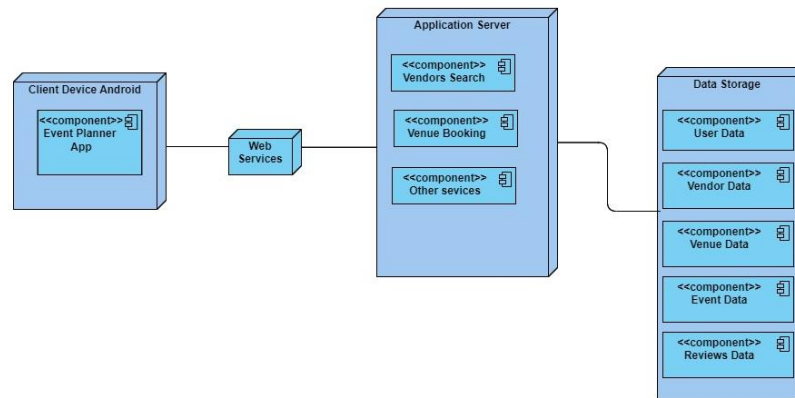 Client Device Android
<<component>>
Event Planner
App
Web
Services
Application Server
<<component>>
Vendors Search
<<component>>
Venue Booking
<<component>>
Other sevices
Data Storage
<<component>>
User Data
<<component>>
Vendor Data
<<component>>
Venue Data
<<component>>
Event Data
<<component>>
Reviews Data